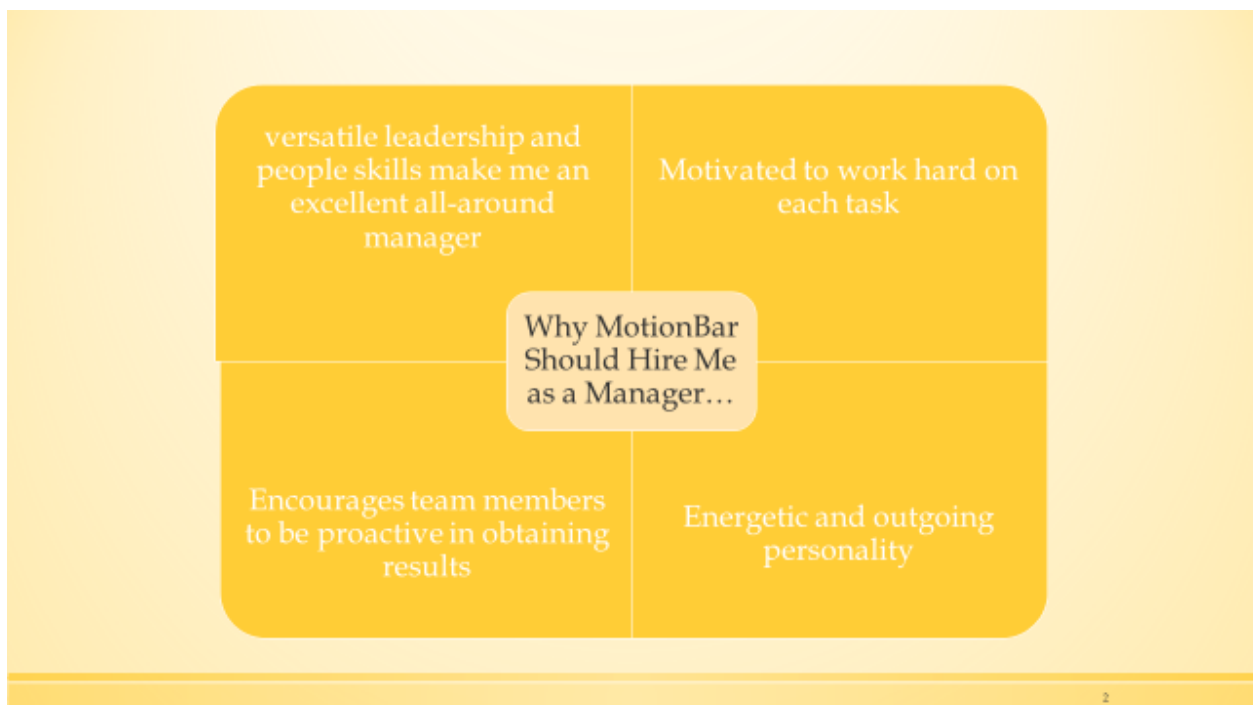 versatile leadership and
people skills make me an
excellent all-around
manager
Motivated to work hard on
each task
Why MotionBar
Should Hire Me
as a Manager…
Encourages team members
to be proactive in obtaining
results
Energetic and outgoing
personality
2